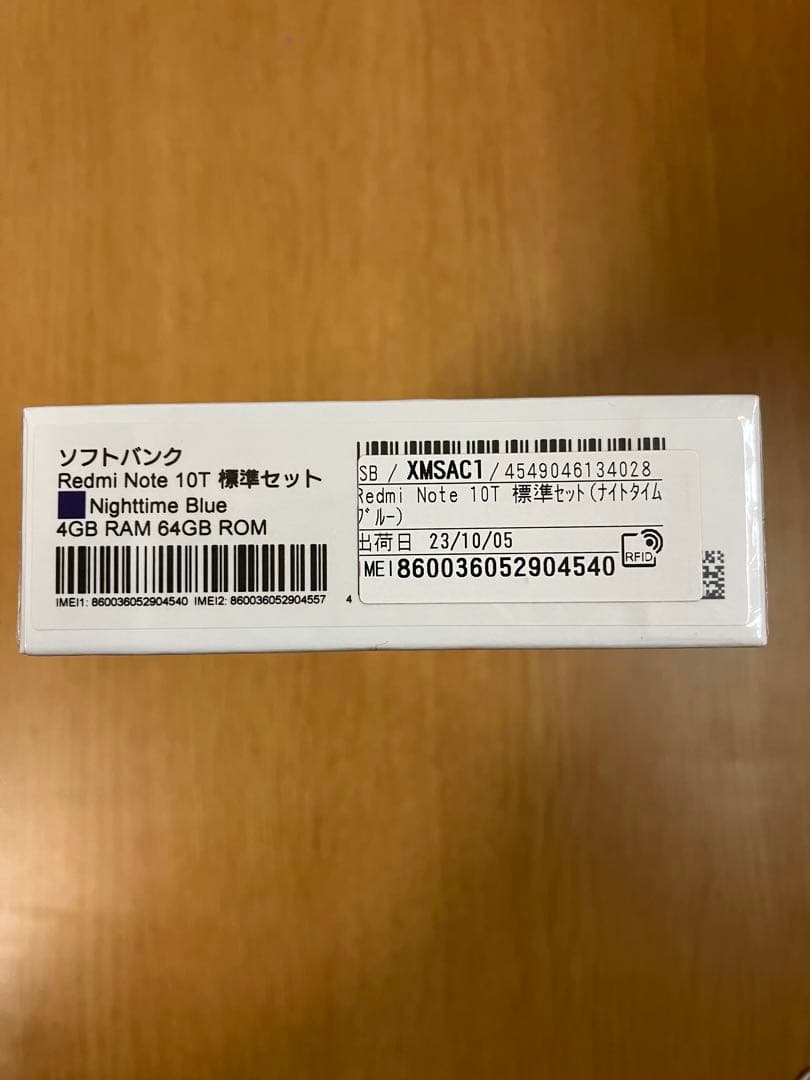 ソフトバンク
Redmi Note 10T 標準セット
Nighttime Blue
4GB RAM 64GB ROM
IMEI1: 860036052904540 IMEI2: 860036052904557
4
SB / XMSAC1 / 4549046134028
Redmi Note 10T 標準ｾｯﾄ(ﾅｲﾄﾀｲﾑ
ﾌﾞﾙｰ)
出荷日 23/10/05
IMEI 860036052904540
RFID